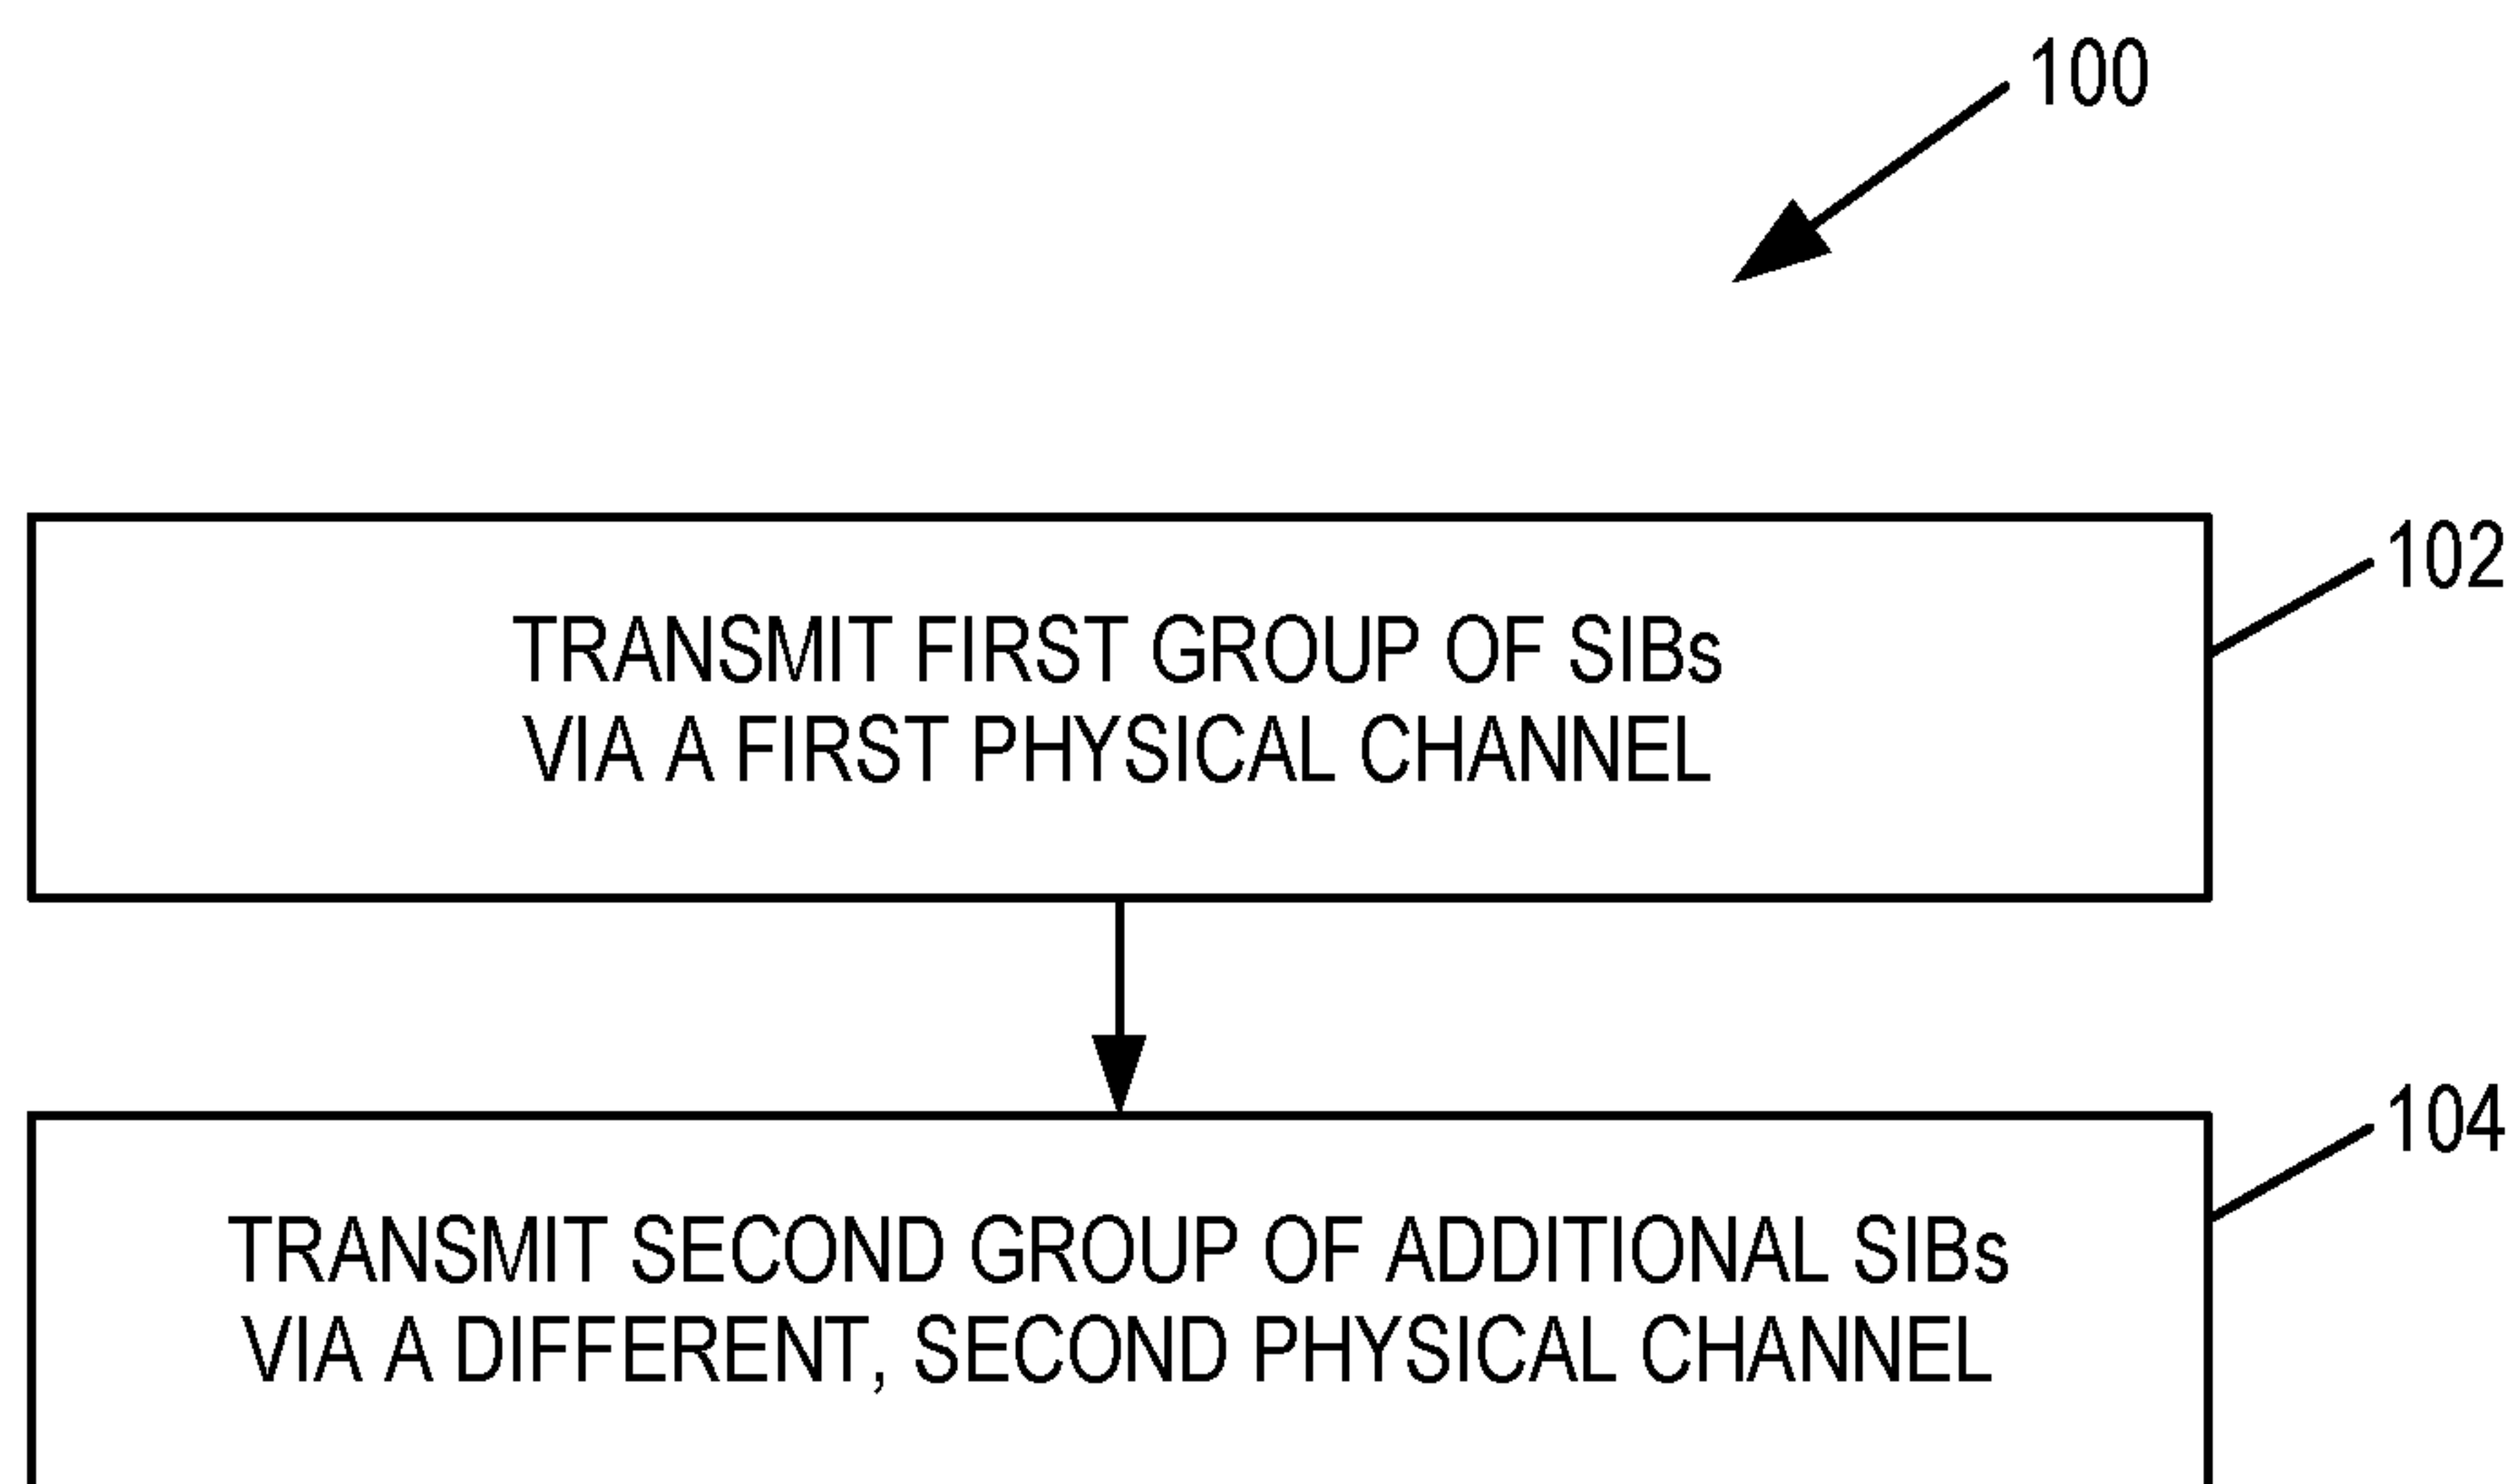 100
102
TRANSMIT FIRST GROUP OF SIBs
VIA A FIRST PHYSICAL CHANNEL
104
TRANSMIT SECOND GROUP OF ADDITIONAL SIBs
VIA A DIFFERENT, SECOND PHYSICAL CHANNEL